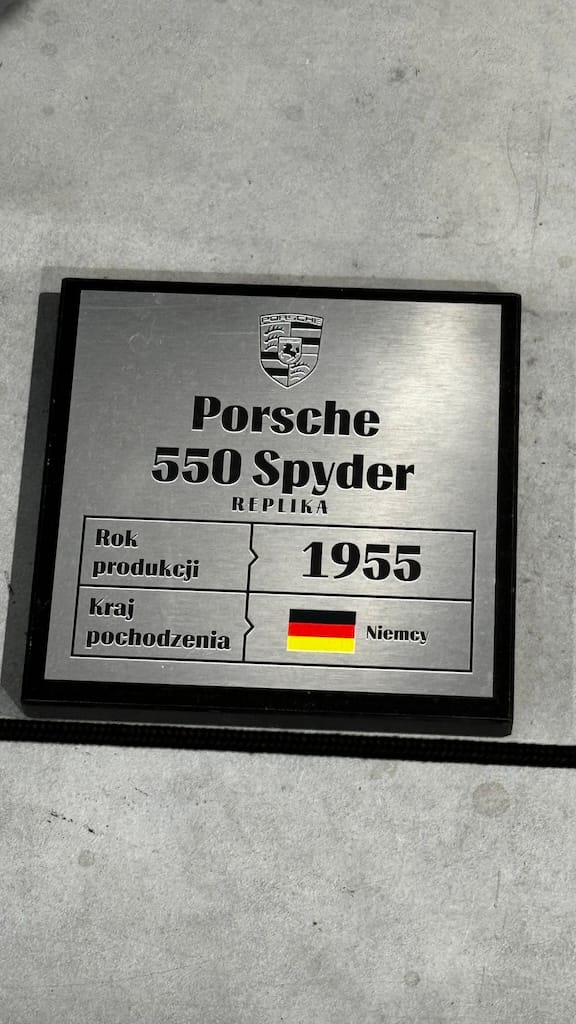 PORSCHE
Porsche
550 Spyder
REPLIKA
Rok
produkcji
1955
Kraj
pochodzenia
Niemcy